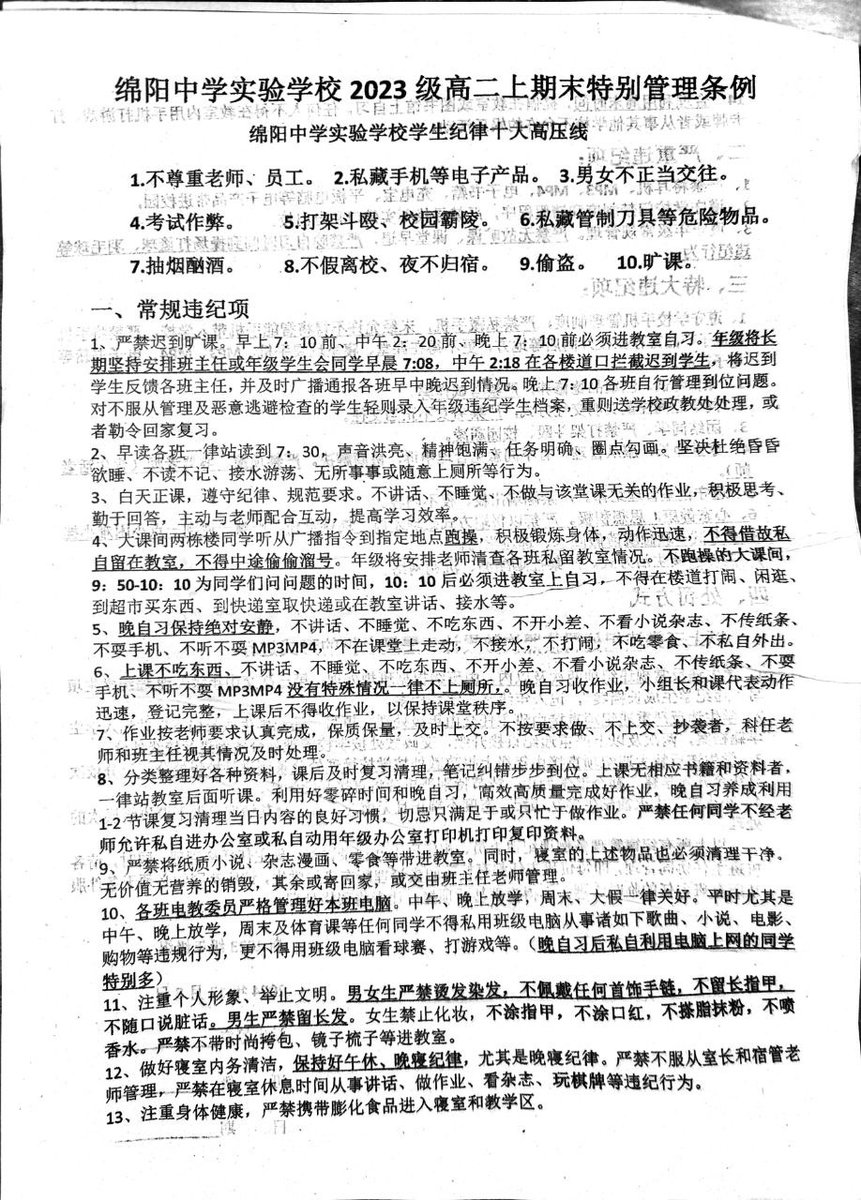 绵阳中学实验学校 2023 级高二上期末特别管理条例
绵阳中学实验学校学生纪律十大高压线
1.不尊重老师、员工。 2.私藏手机等电子产品。 3.男女不正当交往。
4.考试作弊。 5.打架斗殴、校园霸陵。 6.私藏管制刀具等危险物品。
7.抽烟酗酒。 8.不假离校、夜不归宿。 9.偷盗。 10.旷课。
一、常规违纪项
1、严禁迟到旷课。早上 7：10 前、中午 2：20 前、晚上 7：10 前必须进教室自习。年级将长
期坚持安排班主任或年级学生会同学早晨 7:08，中午 2:18 在各楼道口拦截迟到学生，将迟到
学生反馈各班主任，并及时广播通报各班早中晚迟到情况。晚上 7：10 各班自行管理到位问题。
对不服从管理及恶意逃避检查的学生轻则录入年级违纪学生档案，重则送学校政教处处理，或
者勒令回家复习。
2、早读各班一律站读到 7：30，声音洪亮、精神饱满、任务明确、圈点勾画。坚决杜绝昏昏
欲睡、不读不记、接水游荡、无所事事或随意上厕所等行为。
3、白天正课，遵守纪律、规范要求。不讲话、不睡觉、不做与该堂课无关的作业，积极思考、
勤于回答，主动与老师配合互动，提高学习效率。
4、大课间两栋楼同学听从广播指令到指定地点跑操，积极锻炼身体，动作迅速，不得借故私
自留在教室，不得中途偷偷溜号。年级将安排老师清查各班私留教室情况。不跑操的大课间，
9：50-10：10 为同学们问问题的时间，10：10 后必须进教室上自习，不得在楼道打闹、闲逛、
到超市买东西、到快递室取快递或在教室讲话、接水等。
5、晚自习保持绝对安静，不讲话、不睡觉、不吃东西、不开小差、不看小说杂志、不传纸条、
不耍手机、不听不耍 MP3MP4，不在课堂上走动，不接水，不打闹，不吃零食、不私自外出。
6、上课不吃东西、不讲话、不睡觉、不吃东西、不开小差、不看小说杂志、不传纸条、不耍
手机、不听不耍 MP3MP4 没有特殊情况一律不上厕所,。晚自习收作业，小组长和课代表动作
迅速，登记完整，上课后不得收作业，以保持课堂秩序。
7、作业按老师要求认真完成，保质保量，及时上交。不按要求做、不上交、抄袭者，科任老
师和班主任视其情况及时处理。
8、分类整理好各种资料，课后及时复习清理，笔记纠错步步到位。上课无相应书籍和资料者，
一律站教室后面听课。利用好零碎时间和晚自习，高效高质量完成好作业，晚自习养成利用
1-2 节课复习清理当日内容的良好习惯，切忌只满足于或只忙于做作业。严禁任何同学不经老
师允许私自进办公室或私自动用年级办公室打印机打印复印资料。
9、严禁将纸质小说、杂志漫画、零食等带进教室。同时，寝室的上述物品也必须清理干净。
无价值无营养的销毁，其余或寄回家，或交由班主任老师管理。
10、各班电教委员严格管理好本班电脑。中午、晚上放学，周末、大假一律关好。平时尤其是
中午、晚上放学，周末及体育课等任何同学不得私用班级电脑从事诸如下歌曲、小说、电影、
购物等违规行为，更不得用班级电脑看球赛、打游戏等。（晚自习后私自利用电脑上网的同学
特别多）
11、注重个人形象、举止文明。男女生严禁烫发染发，不佩戴任何首饰手链，不留长指甲，
不随口说脏话。男生严禁留长发。女生禁止化妆，不涂指甲，不涂口红，不搽脂抹粉，不喷
香水。严禁不带时尚挎包、镜子梳子等进教室。
12、做好寝室内务清洁，保持好午休、晚寝纪律，尤其是晚寝纪律。严禁不服从室长和宿管老
师管理，严禁在寝室休息时间从事讲话、做作业、看杂志、玩棋牌等违纪行为。
13、注重身体健康，严禁携带膨化食品进入寝室和教学区。